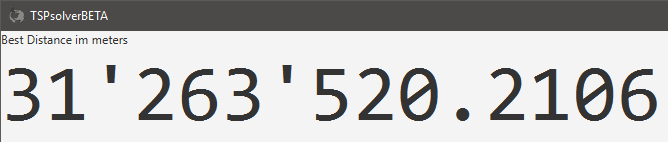 TSPsolverBETA
Best Distance im meters
31'263'520.2106